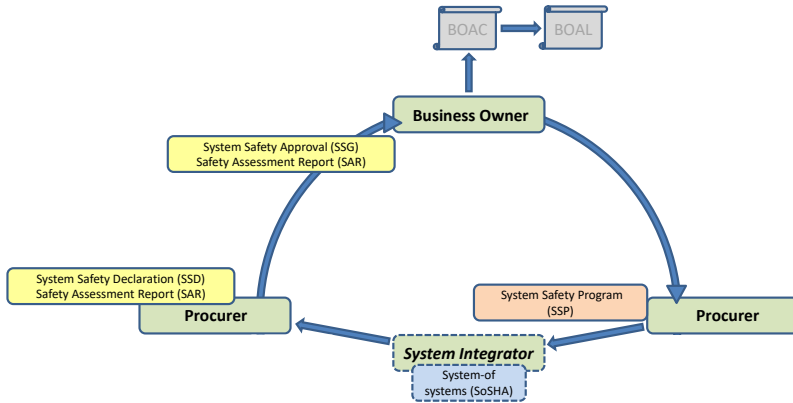 BOAC
BOAL
Business Owner
System Safety Approval (SSG)
Safety Assessment Report (SAR)
System Safety Declaration (SSD)
Safety Assessment Report (SAR)
Procurer
System Safety Program
(SSP)
Procurer
System Integrator
System-of
systems (SoSHA)